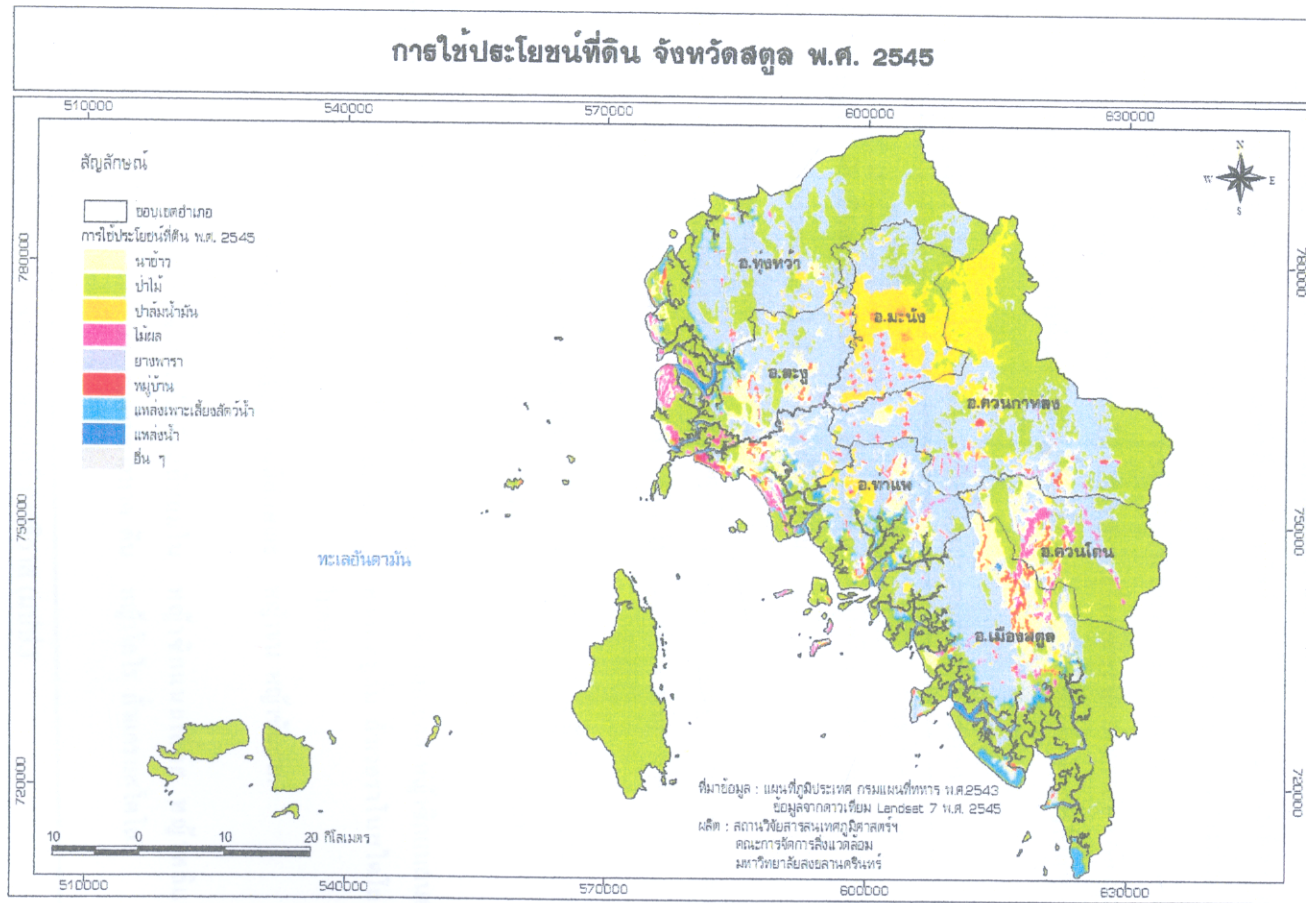 การใช้ประโยชน์ที่ดิน จังหวัดสตูล พ.ศ. 2545
510000 540000 570000 600000 630000
สัญลักษณ์
N
W E
S
ขอบเขตอำเภอ
การใช้ประโยชน์ที่ดิน พ.ศ. 2545
นาข้าว
ป่าไม้
ปาล์มน้ำมัน
ไม้ผล
ยางพารา
หมู่บ้าน
แหล่งเพาะเลี้ยงสัตว์น้ำ
แหล่งน้ำ
อื่น ๆ
780000 780000
อ.ทุ่งหว้า
อ.มะนัง
อ.ละงู
อ.ควนกาหลง
อ.ท่าแพ
750000 750000
อ.ควนโดน
ทะเลอันดามัน
อ.เมืองสตูล
720000 720000
ที่มาข้อมูล : แผนที่ภูมิประเทศ กรมแผนที่ทหาร พ.ศ.2543
ข้อมูลจากดาวเทียม Landsat 7 พ.ศ. 2545
ผลิต : สถานวิจัยสารสนเทศภูมิศาสตร์ฯ
คณะการจัดการสิ่งแวดล้อม
มหาวิทยาลัยสงขลานครินทร์
10 0 10 20 กิโลเมตร
510000 540000 570000 600000 630000